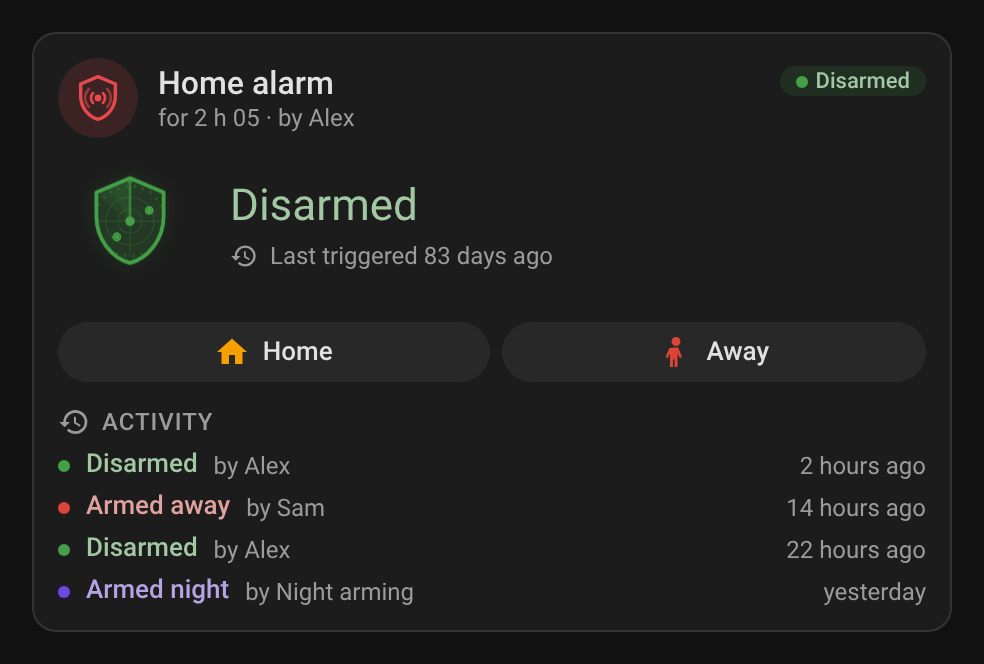 Home alarm
Disarmed
for 2 h 05 · by Alex
Disarmed
Last triggered 83 days ago
Home
Away
ACTIVITY
Disarmed by Alex 2 hours ago
Armed away by Sam 14 hours ago
Disarmed by Alex 22 hours ago
Armed night by Night arming yesterday